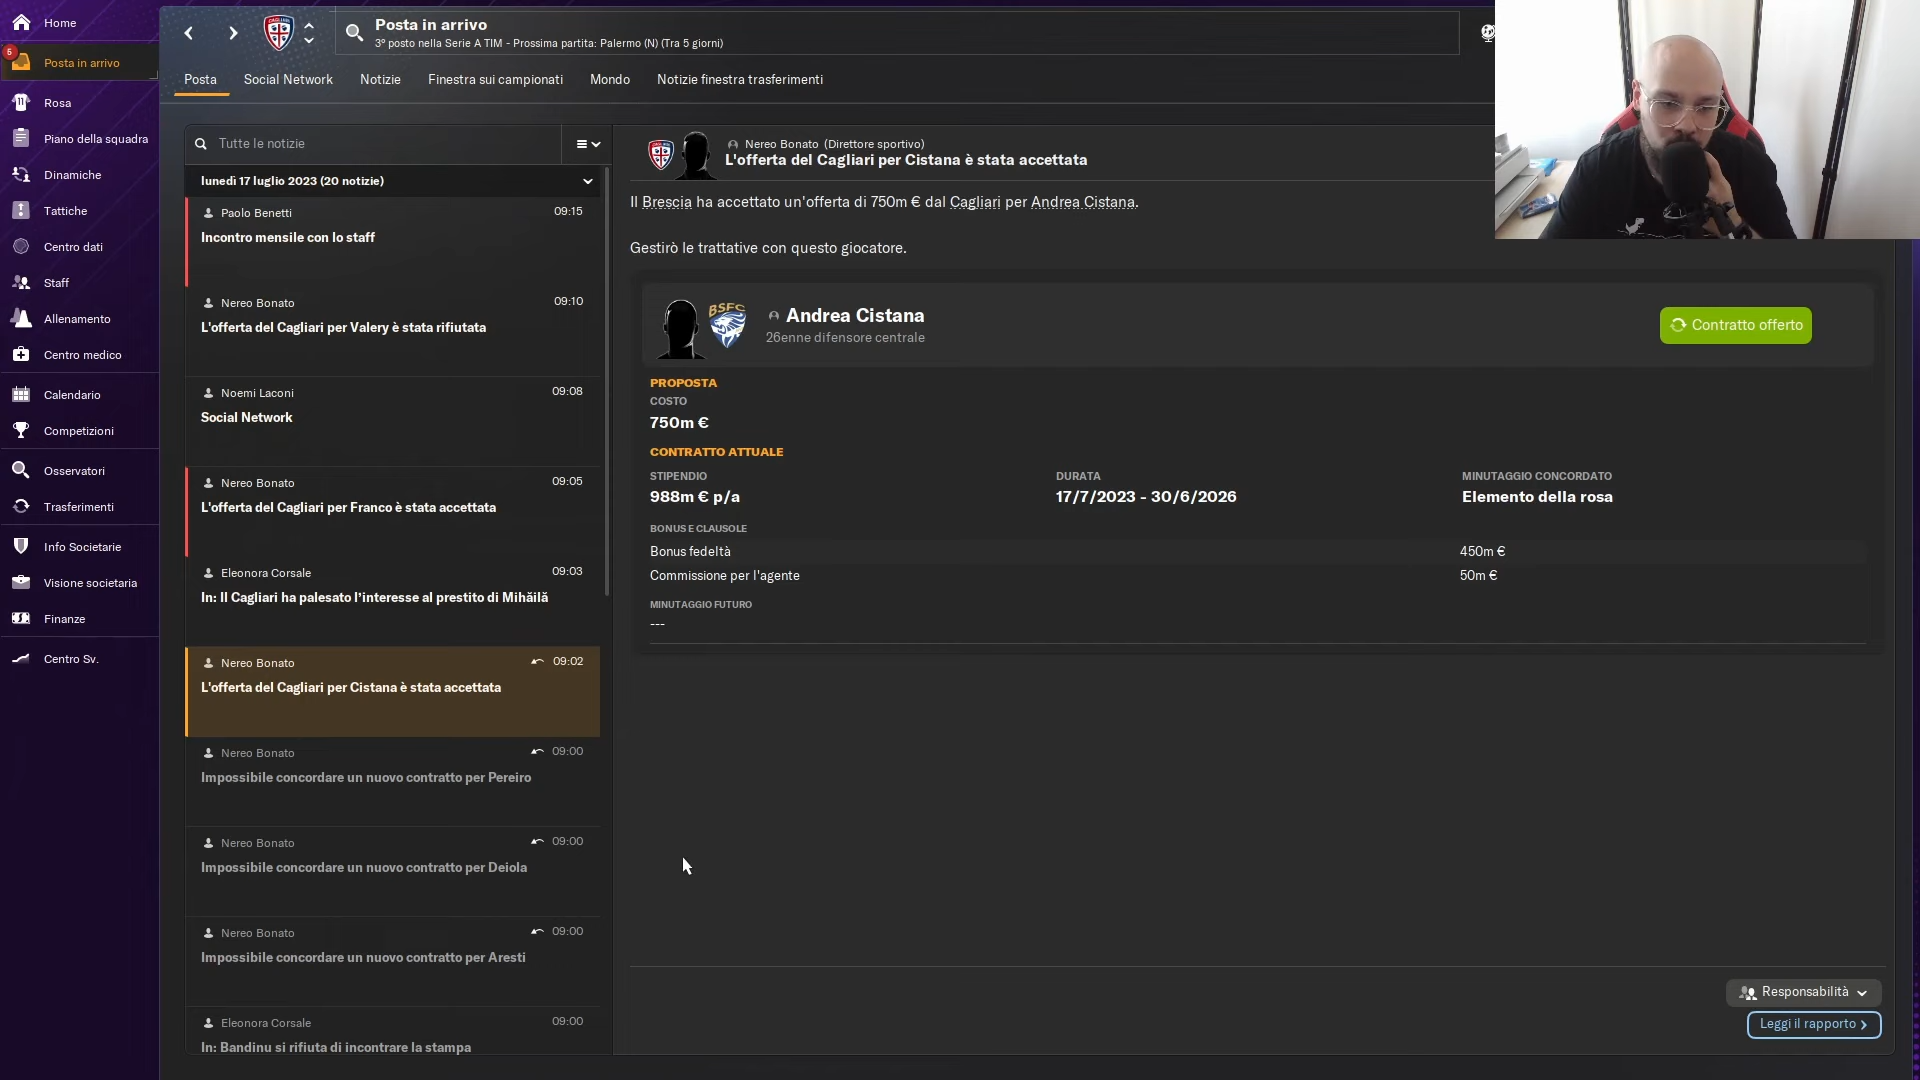 Home
6
Posta in arrivo
Rosa
Piano della squadra
Dinamiche
Tattiche
Centro dati
Staff
Allenamento
Centro medico
Calendario
Competizioni
Osservatori
Trasferimenti
Info Societarie
Visione societaria
Finanze
Centro Sv.
CAGLIARI
Posta in arrivo
3° posto nella Serie A TIM - Prossima partita: Palermo (N) (Tra 5 giorni)
Posta
Social Network
Notizie
Finestra sui campionati
Mondo
Notizie finestra trasferimenti
Tutte le notizie
lunedì 17 luglio 2023 (20 notizie)
Paolo Benetti
09:15
Incontro mensile con lo staff
Nereo Bonato
09:10
L'offerta del Cagliari per Valery è stata rifiutata
Noemi Laconi
09:08
Social Network
Nereo Bonato
09:05
L'offerta del Cagliari per Franco è stata accettata
Eleonora Corsale
09:03
In: Il Cagliari ha palesato l'interesse al prestito di Mihăilă
Nereo Bonato
09:02
L'offerta del Cagliari per Cistana è stata accettata
Nereo Bonato
09:00
Impossibile concordare un nuovo contratto per Pereiro
Nereo Bonato
09:00
Impossibile concordare un nuovo contratto per Deiola
Nereo Bonato
09:00
Impossibile concordare un nuovo contratto per Aresti
Eleonora Corsale
09:00
In: Bandinu si rifiuta di incontrare la stampa
Nereo Bonato (Direttore sportivo)
L'offerta del Cagliari per Cistana è stata accettata
Il Brescia ha accettato un'offerta di 750m € dal Cagliari per Andrea Cistana.
Gestirò le trattative con questo giocatore.
BSFC
Andrea Cistana
26enne difensore centrale
Contratto offerto
PROPOSTA
COSTO
750m €
CONTRATTO ATTUALE
STIPENDIO
988m € p/a
DURATA
17/7/2023 - 30/6/2026
MINUTAGGIO CONCORDATO
Elemento della rosa
BONUS E CLAUSOLE
Bonus fedeltà
450m €
Commissione per l'agente
50m €
MINUTAGGIO FUTURO
---
Responsabilità
Leggi il rapporto